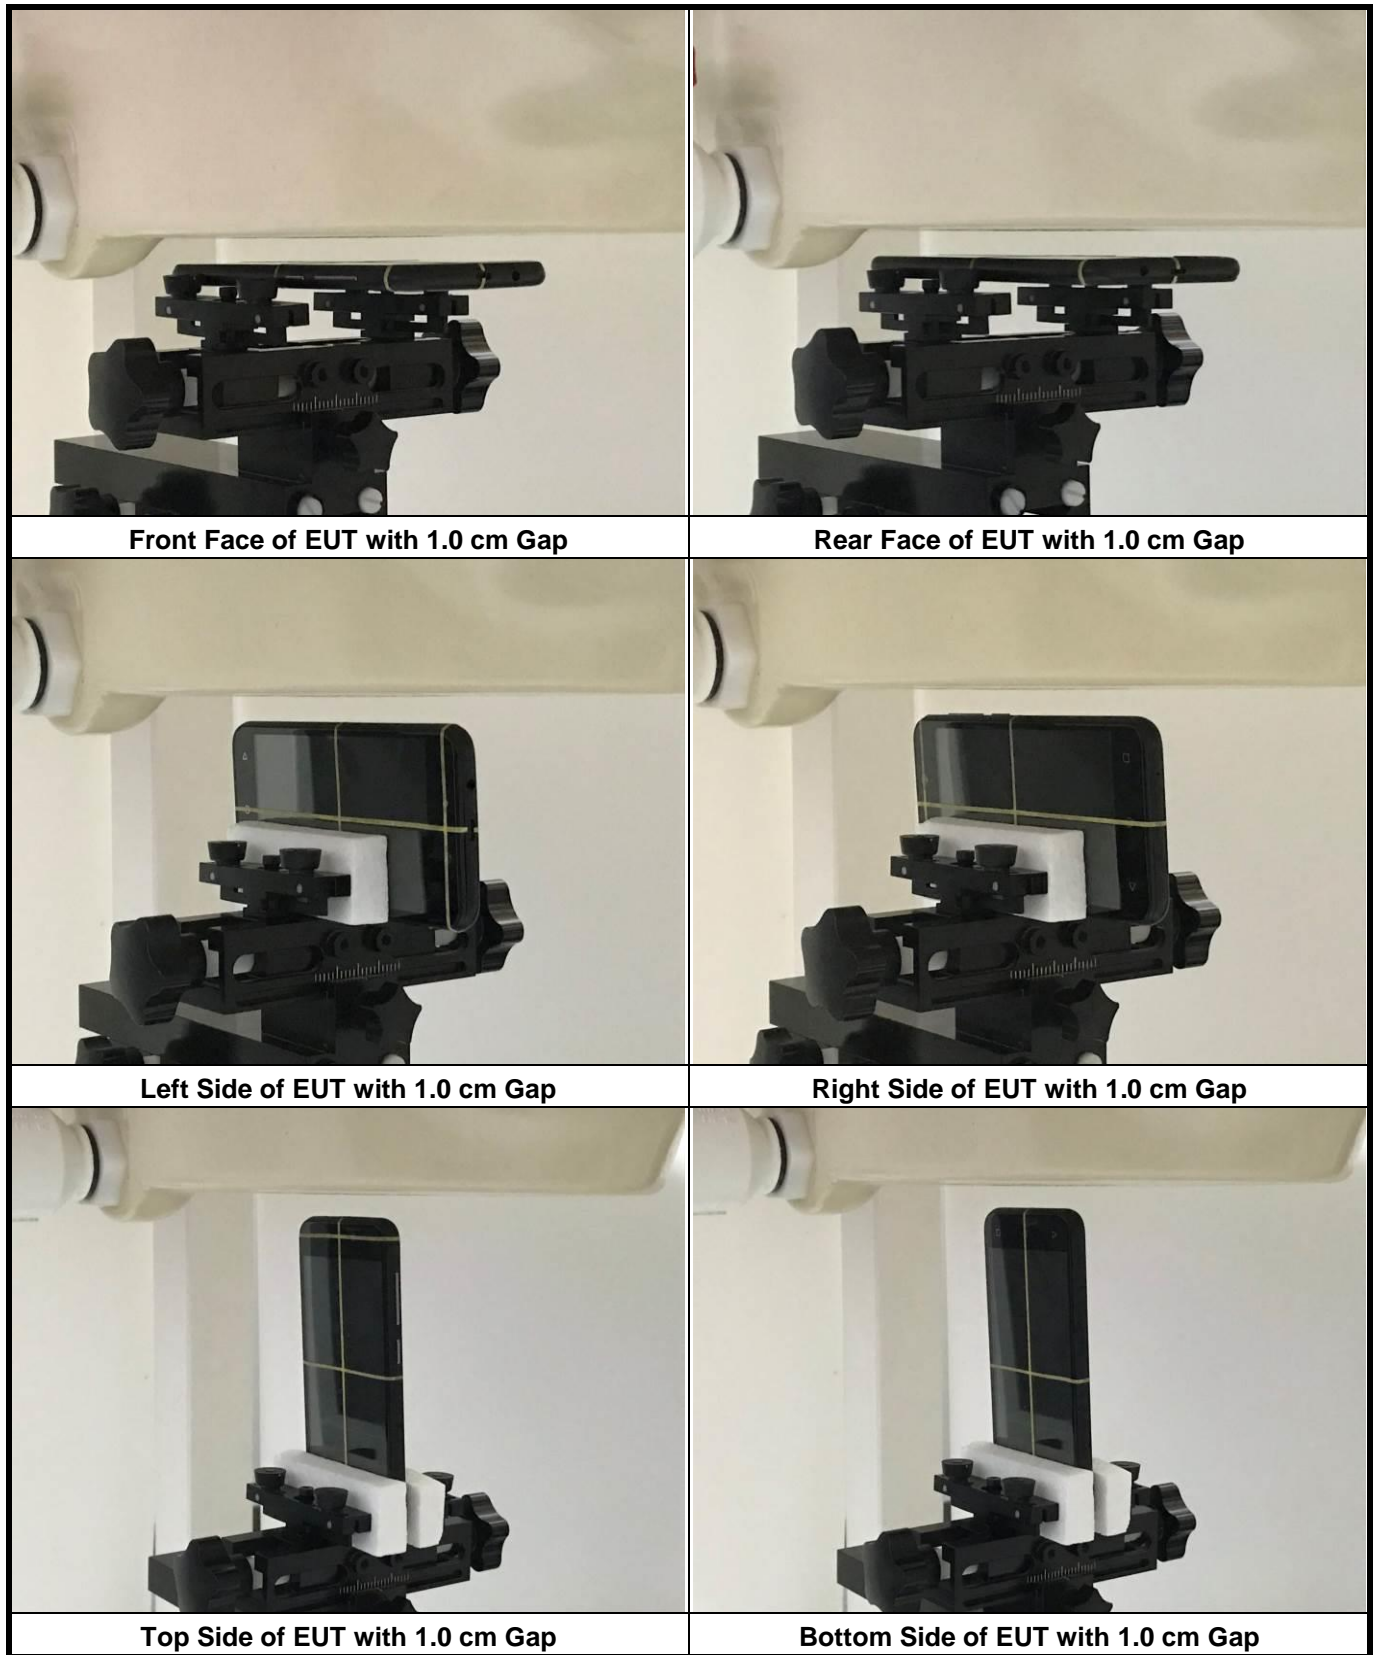 Front Face of EUT with 1.0 cm Gap
Rear Face of EUT with 1.0 cm Gap
Left Side of EUT with 1.0 cm Gap
Right Side of EUT with 1.0 cm Gap
Top Side of EUT with 1.0 cm Gap
Bottom Side of EUT with 1.0 cm Gap